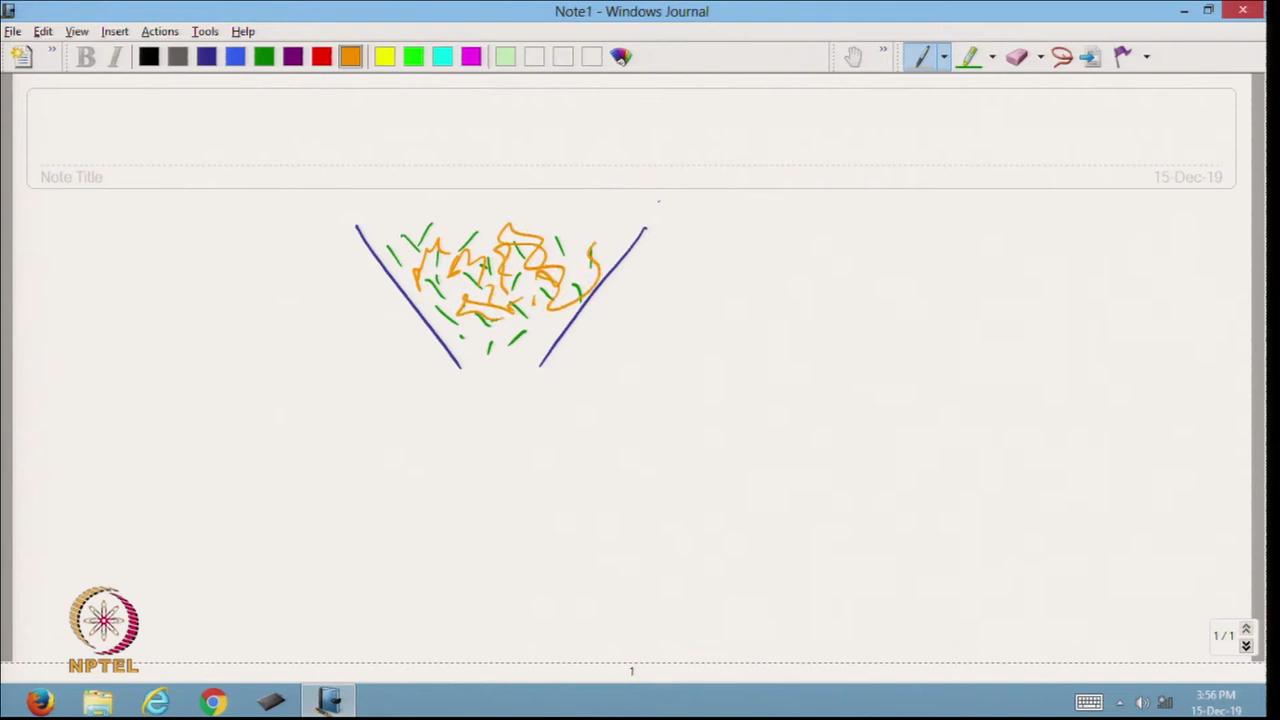 Note1 - Windows Journal
File Edit View Insert Actions Tools Help
B I
Note Title
15-Dec-19
NPTEL
1 / 1
1
3:56 PM
15-Dec-19